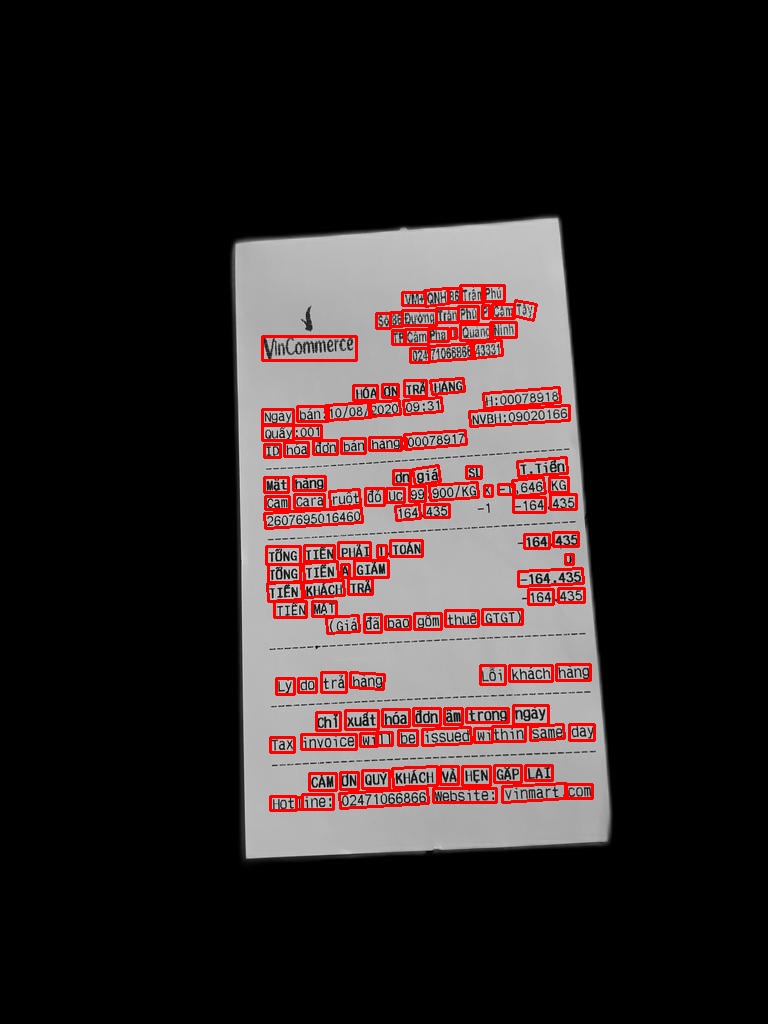 VinCommerce
VM+ QNH 86 Trần Phú
Đường Trần Phú, P. Cẩm Tây
TP. Cẩm Phả, Quảng Ninh
02471066866-43331
HÓA ĐƠN TRẢ HÀNG
Ngày bán:10/08/2020 09:31 H:00078918
Quầy:001 NVBH:09020166
ID hóa đơn bán hàng:00078917
Mặt hàng Đơn giá SL T.Tiền
Cam Cara ruột đỏ Úc 99,900/KG x -1,646 KG
2607695016460 164,435 -1 -164,435
TỔNG TIỀN PHẢI T.TOÁN -164,435
TỔNG TIỀN ĐÃ GIẢM 0
TIỀN KHÁCH TRẢ -164,435
TIỀN MẶT -164,435
(Giá đã bao gồm thuế GTGT)
Lý do trả hàng Lỗi khách hàng
Chỉ xuất hóa đơn âm trong ngày
Tax invoice will be issued within same day
CẢM ƠN QUÝ KHÁCH VÀ HẸN GẶP LẠI
Hotline: 02471066866 Website: vinmart.com